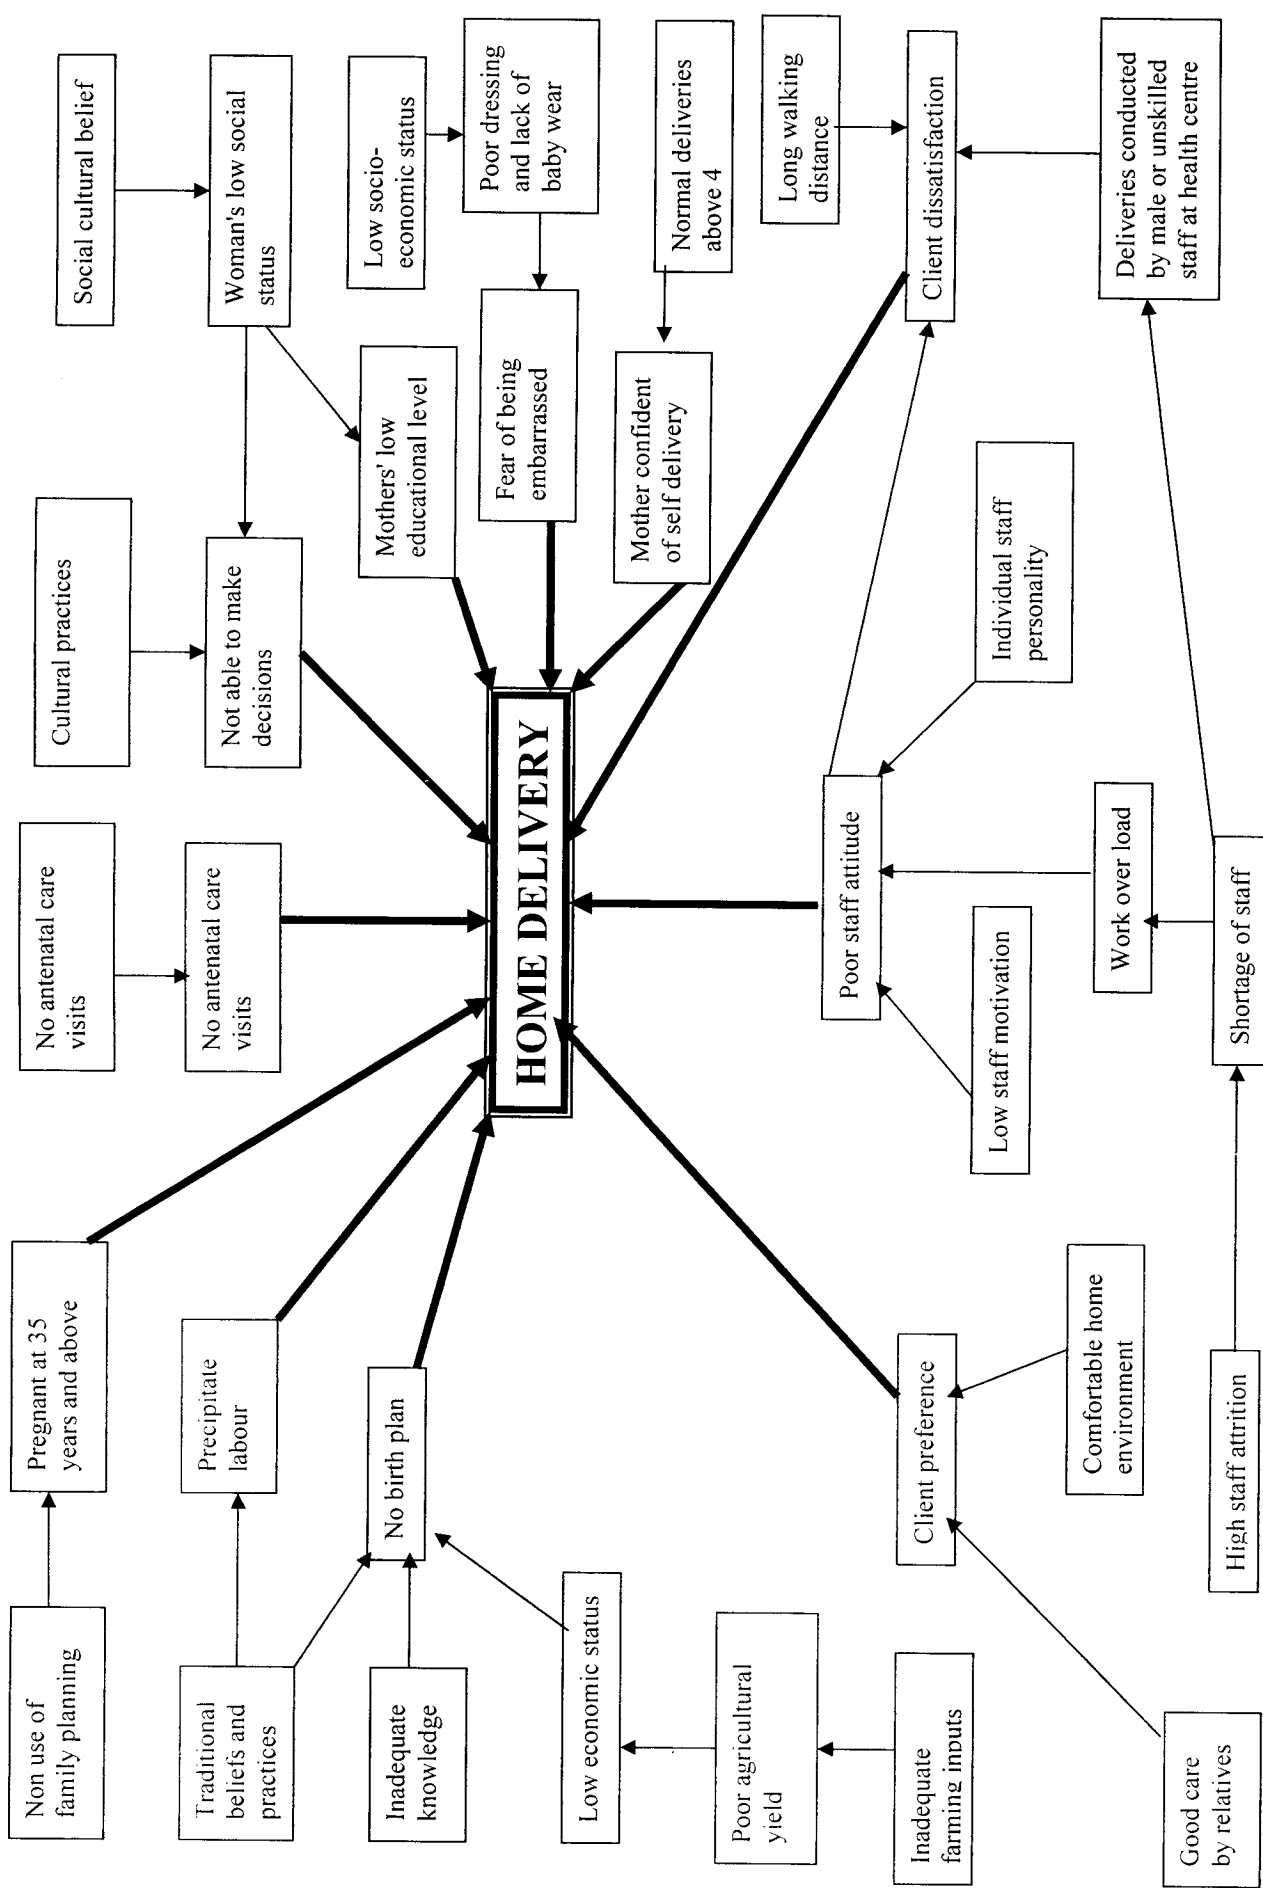 Non use of
family planning
Pregnant at 35
years and above
No antenatal care
visits
Cultural practices
Social cultural belief
Traditional
beliefs and
practices
Precipitate
labour
No antenatal care
visits
Not able to make
decisions
Woman's low social
status
Inadequate
knowledge
No birth plan
Mothers' low
educational level
Low socio-
economic status
Low economic status
HOME DELIVERY
Fear of being
embarrassed
Poor dressing
and lack of
baby wear
Mother confident
of self delivery
Normal deliveries
above 4
Poor agricultural
yield
Poor staff attitude
Long walking
distance
Inadequate
farming inputs
Client preference
Low staff motivation
Individual staff
personality
Client dissatisfaction
Comfortable home
environment
Work over load
Deliveries conducted
by male or unskilled
staff at health centre
Good care
by relatives
High staff attrition
Shortage of staff